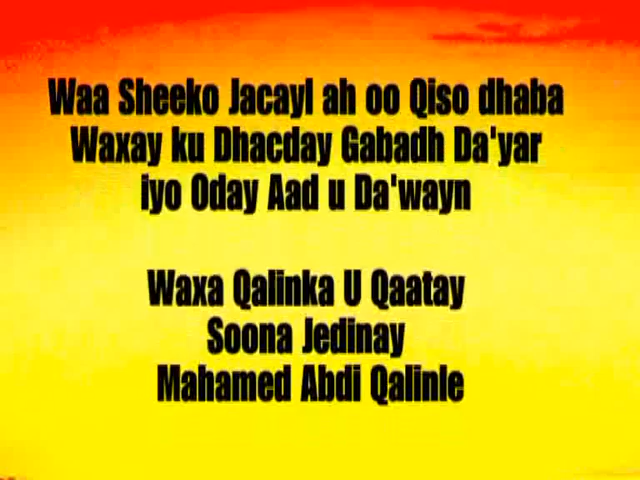 Waa Sheeko Jacayl ah oo Qiso dhaba
Waxay ku Dhacday Gabadh Da'yar
iyo Oday Aad u Da'wayn
Waxa Qalinka U Qaatay
Soona Jedinay
Mahamed Abdi Qalinle